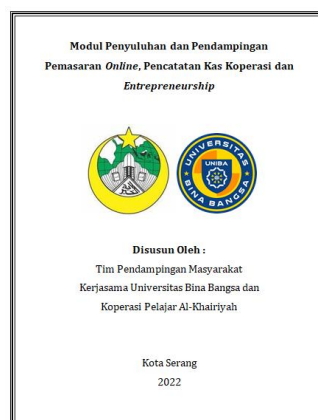 Modul Penyuluhan dan Pendampingan
Pemasaran Online, Pencatatan Kas Koperasi dan
Entrepreneurship
UNIVERSITAS
UNIBA
BINA BANGSA
Disusun Oleh :
Tim Pendampingan Masyarakat
Kerjasama Universitas Bina Bangsa dan
Koperasi Pelajar Al-Khairiyah
Kota Serang
2022